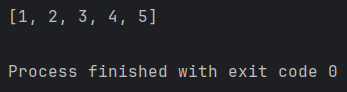 [1, 2, 3, 4, 5]
Process finished with exit code 0